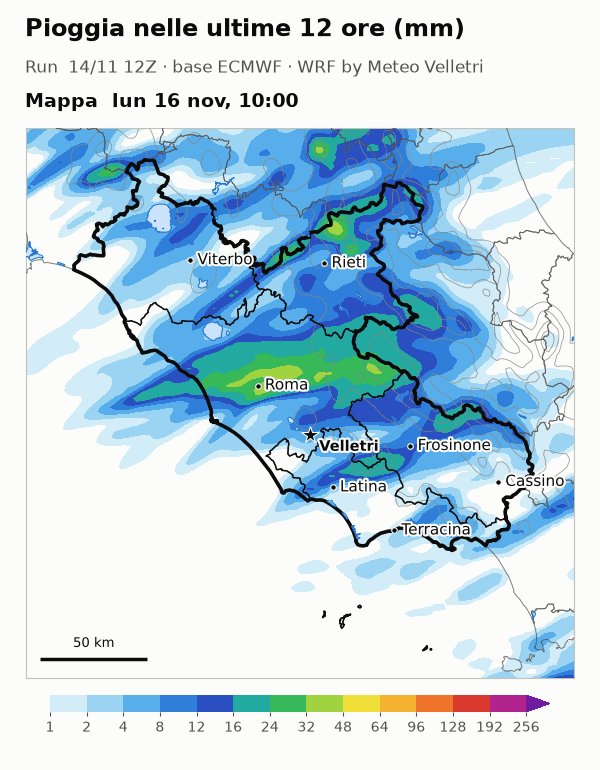 Pioggia nelle ultime 12 ore (mm)
Run  14/11 12Z · base ECMWF · WRF by Meteo Velletri
Mappa  lun 16 nov, 10:00
Viterbo
Rieti
Roma
Velletri
Frosinone
Latina
Cassino
Terracina
50 km
1 2 4 8 12 16 24 32 48 64 96 128 192 256